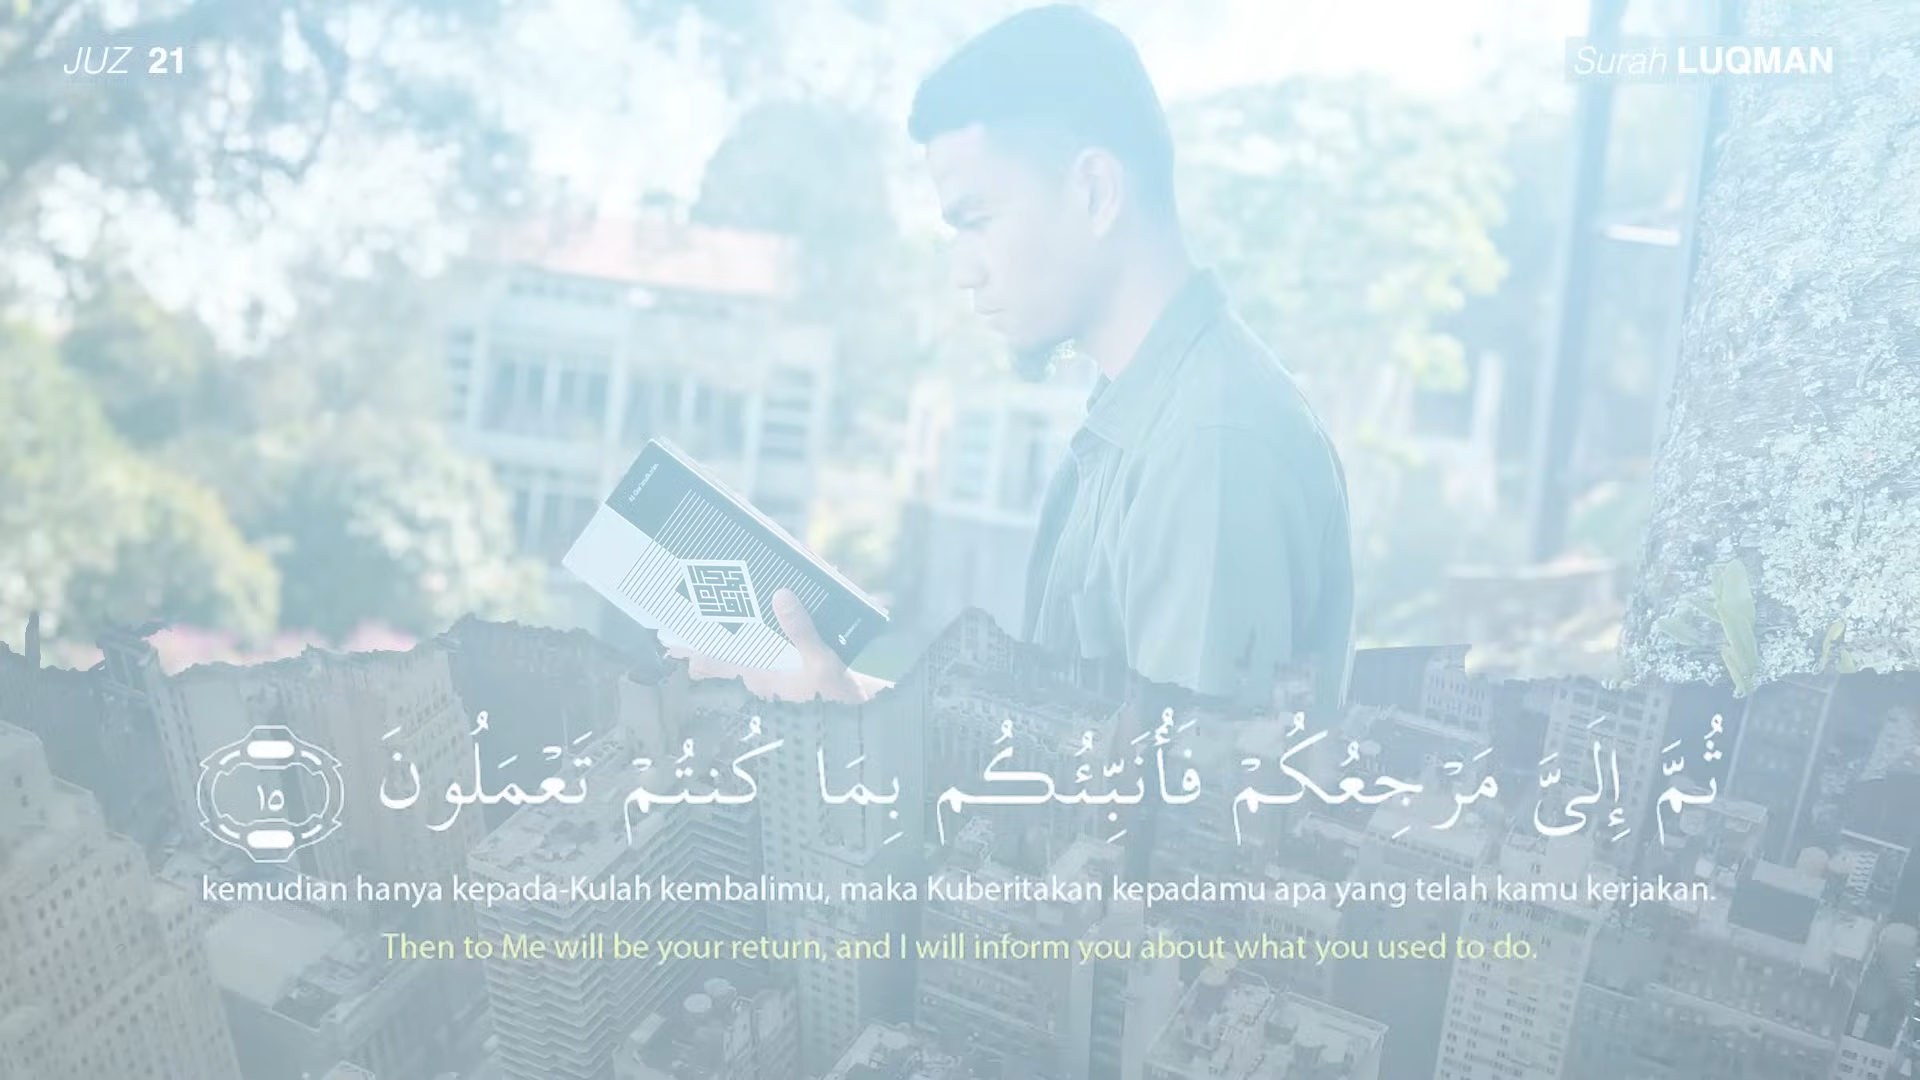 JUZ 21
Surah LUQMAN
ثُمَّ إِلَىَّ مَرْجِعُكُمْ فَأُنَبِّئُكُم بِمَا كُنتُمْ تَعْمَلُونَ ١٥
kemudian hanya kepada-Kulah kembalimu, maka Kuberitakan kepadamu apa yang telah kamu kerjakan.
Then to Me will be your return, and I will inform you about what you used to do.